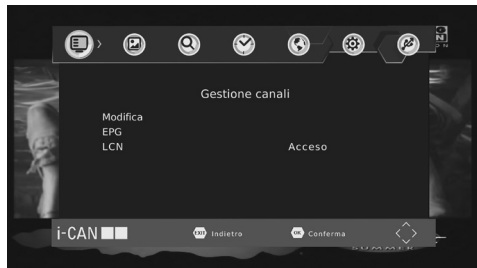 Gestione canali
Modifica
EPG
LCN Acceso
i-CAN EXIT Indietro OK Conferma